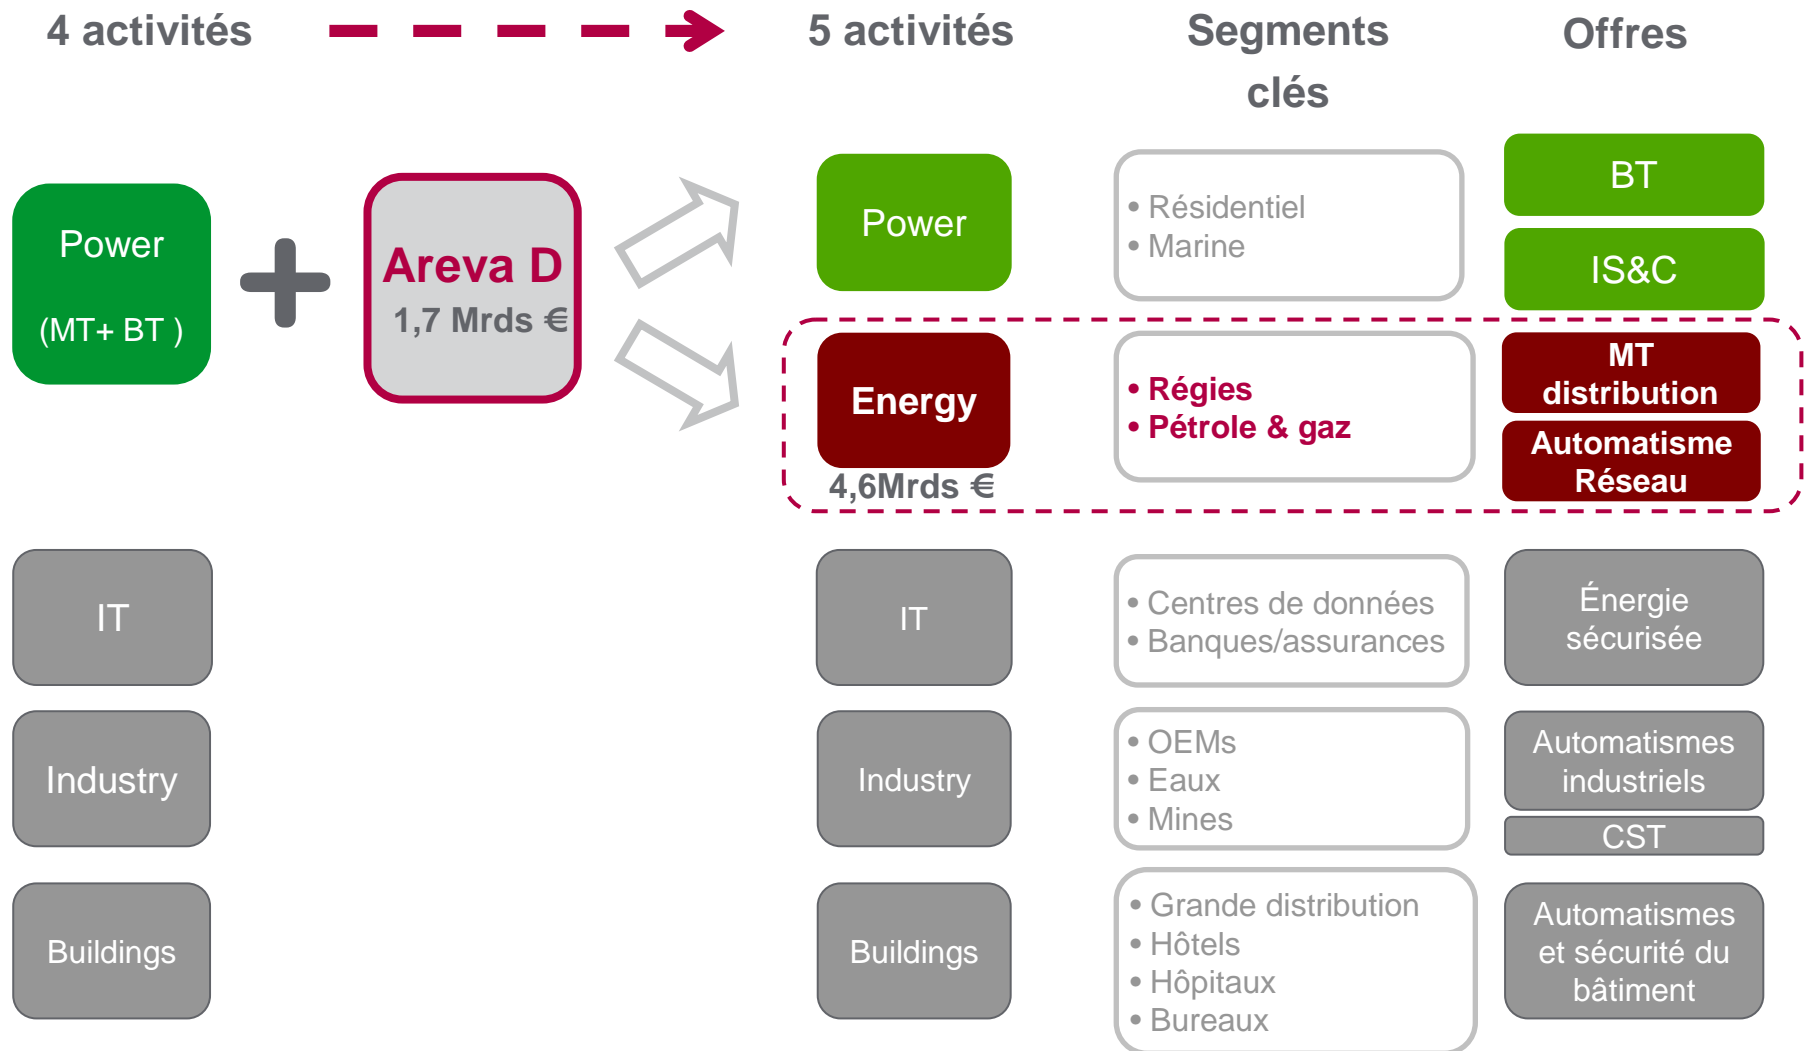 4 activités
5 activités
Segments
clés
Offres
Power
(MT+ BT )
Areva D
1,7 Mrds €
Power
• Résidentiel
• Marine
BT
IS&C
Energy
4,6Mrds €
• Régies
• Pétrole & gaz
MT
distribution
Automatisme
Réseau
IT
IT
• Centres de données
• Banques/assurances
Énergie
sécurisée
Industry
Industry
• OEMs
• Eaux
• Mines
Automatismes
industriels
CST
Buildings
Buildings
• Grande distribution
• Hôtels
• Hôpitaux
• Bureaux
Automatismes
et sécurité du
bâtiment